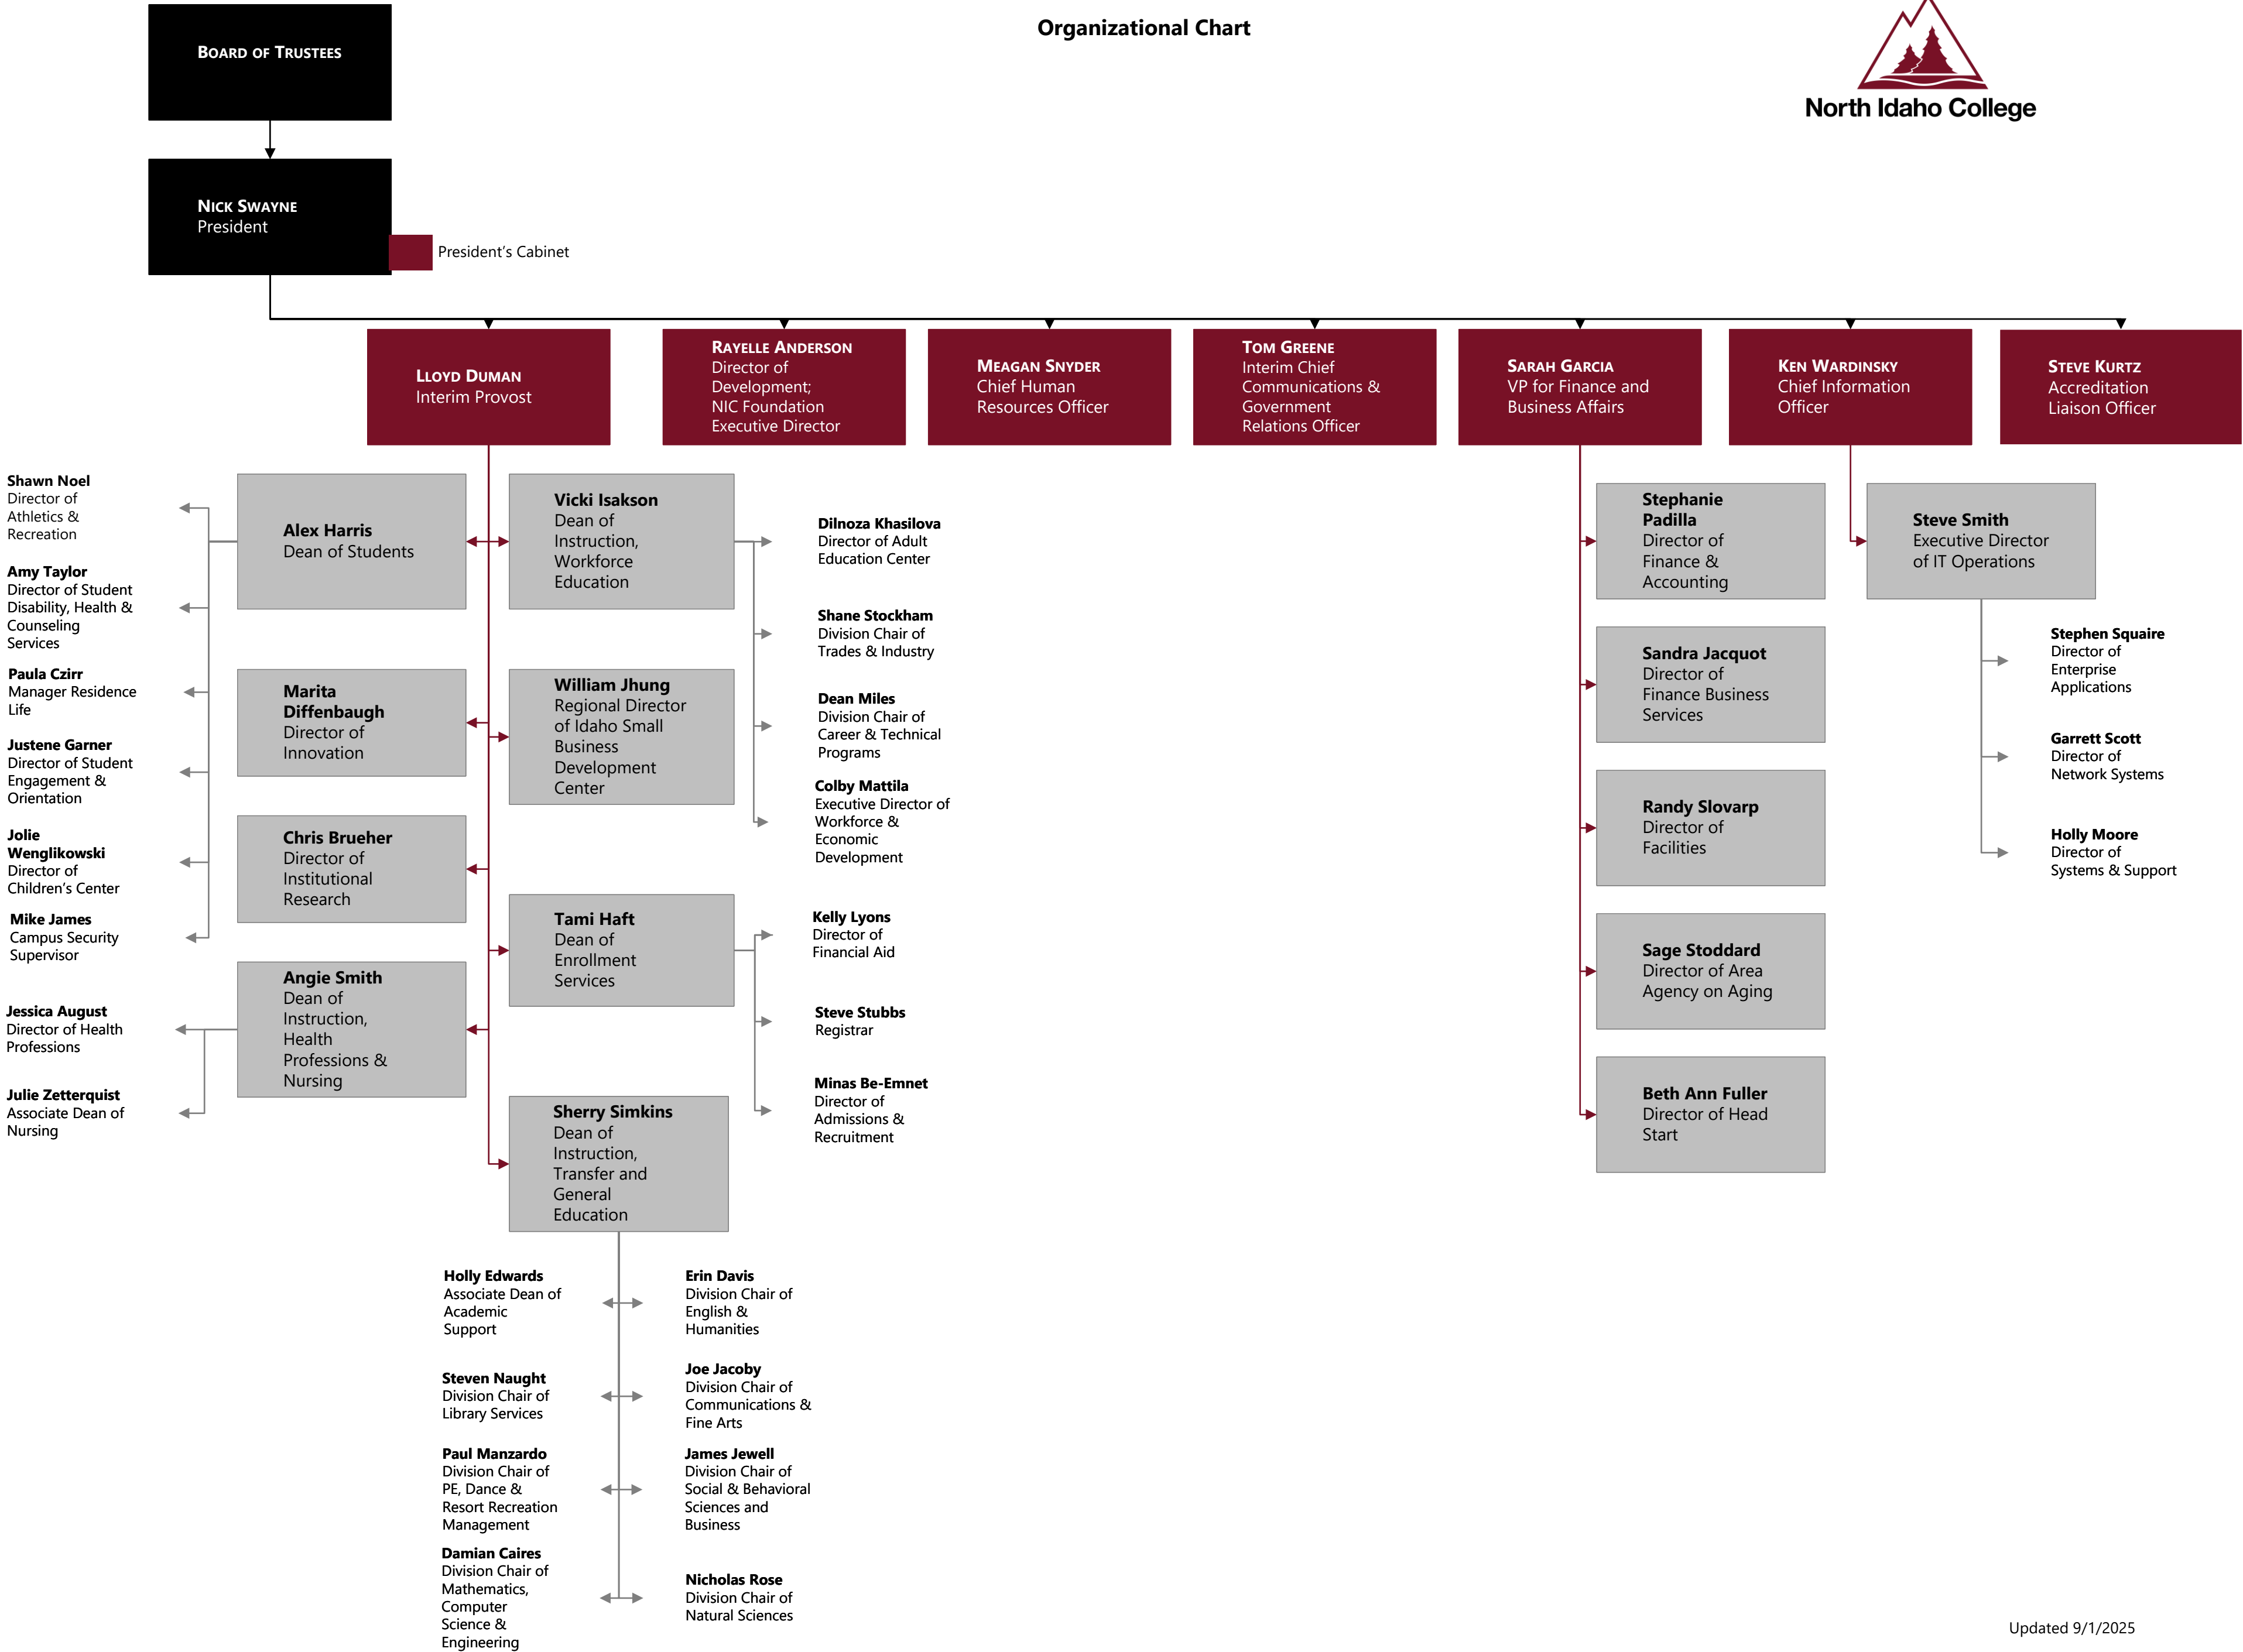 Organizational Chart
North Idaho College
BOARD OF TRUSTEES
NICK SWAYNE
President
President's Cabinet
LLOYD DUMAN
Interim Provost
RAYELLE ANDERSON
Director of
Development;
NIC Foundation
Executive Director
MEAGAN SNYDER
Chief Human
Resources Officer
TOM GREENE
Interim Chief
Communications &
Government
Relations Officer
SARAH GARCIA
VP for Finance and
Business Affairs
KEN WARDINSKY
Chief Information
Officer
STEVE KURTZ
Accreditation
Liaison Officer
Shawn Noel
Director of
Athletics &
Recreation
Amy Taylor
Director of Student
Disability, Health &
Counseling
Services
Paula Czirr
Manager Residence
Life
Justene Garner
Director of Student
Engagement &
Orientation
Jolie
Wenglikowski
Director of
Children's Center
Mike James
Campus Security
Supervisor
Jessica August
Director of Health
Professions
Julie Zetterquist
Associate Dean of
Nursing
Alex Harris
Dean of Students
Marita
Diffenbaugh
Director of
Innovation
Chris Brueher
Director of
Institutional
Research
Angie Smith
Dean of
Instruction,
Health
Professions &
Nursing
Vicki Isakson
Dean of
Instruction,
Workforce
Education
William Jhung
Regional Director
of Idaho Small
Business
Development
Center
Tami Haft
Dean of
Enrollment
Services
Sherry Simkins
Dean of
Instruction,
Transfer and
General
Education
Dilnoza Khasilova
Director of Adult
Education Center
Shane Stockham
Division Chair of
Trades & Industry
Dean Miles
Division Chair of
Career & Technical
Programs
Colby Mattila
Executive Director of
Workforce &
Economic
Development
Kelly Lyons
Director of
Financial Aid
Steve Stubbs
Registrar
Minas Be-Emnet
Director of
Admissions &
Recruitment
Holly Edwards
Associate Dean of
Academic
Support
Steven Naught
Division Chair of
Library Services
Paul Manzardo
Division Chair of
PE, Dance &
Resort Recreation
Management
Damian Caires
Division Chair of
Mathematics,
Computer
Science &
Engineering
Erin Davis
Division Chair of
English &
Humanities
Joe Jacoby
Division Chair of
Communications &
Fine Arts
James Jewell
Division Chair of
Social & Behavioral
Sciences and
Business
Nicholas Rose
Division Chair of
Natural Sciences
Stephanie
Padilla
Director of
Finance &
Accounting
Sandra Jacquot
Director of
Finance Business
Services
Randy Slovarp
Director of
Facilities
Sage Stoddard
Director of Area
Agency on Aging
Beth Ann Fuller
Director of Head
Start
Steve Smith
Executive Director
of IT Operations
Stephen Squaire
Director of
Enterprise
Applications
Garrett Scott
Director of
Network Systems
Holly Moore
Director of
Systems & Support
Updated 9/1/2025